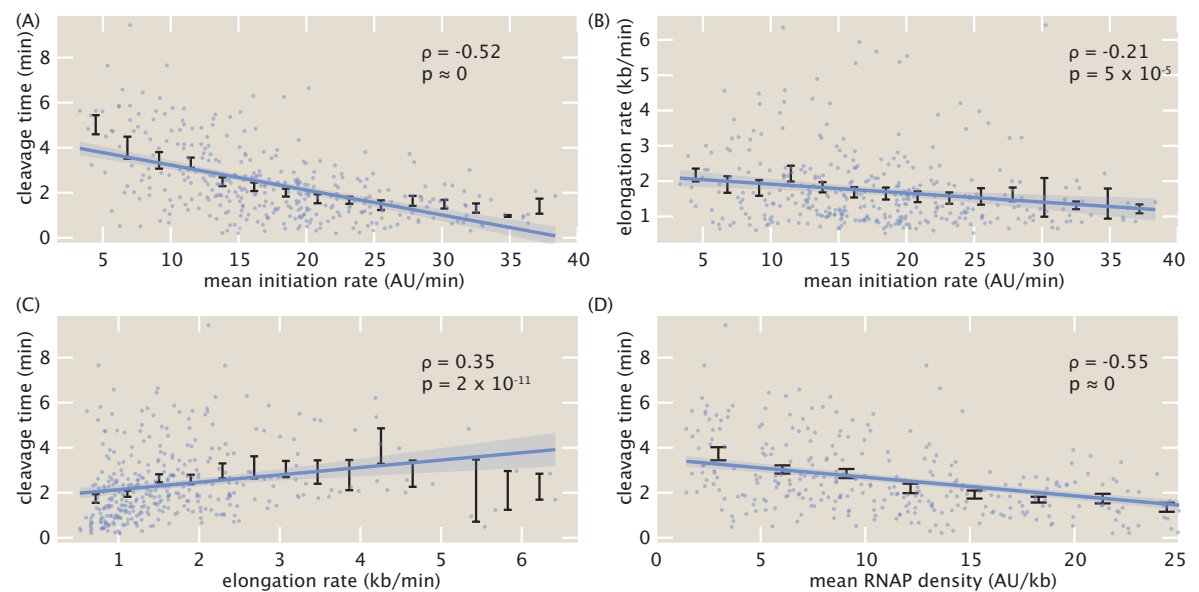 (A)
cleavage time (min)
8
6
4
2
0
ρ = -0.52
p ≈ 0
5 10 15 20 25 30 35 40
mean initiation rate (AU/min)
(B)
elongation rate (kb/min)
6
5
4
3
2
1
ρ = -0.21
p = 5 x 10⁻⁵
5 10 15 20 25 30 35 40
mean initiation rate (AU/min)
(C)
cleavage time (min)
8
6
4
2
0
ρ = 0.35
p = 2 x 10⁻¹¹
1 2 3 4 5 6
elongation rate (kb/min)
(D)
cleavage time (min)
8
6
4
2
0
ρ = -0.55
p ≈ 0
0 5 10 15 20 25
mean RNAP density (AU/kb)